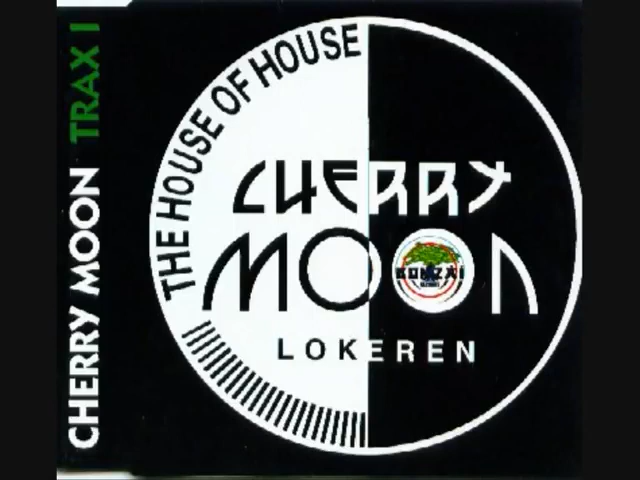 CHERRY MOON TRAX I
THE HOUSE OF HOUSE
CHERRY
MOON
BONZAI
LOKEREN